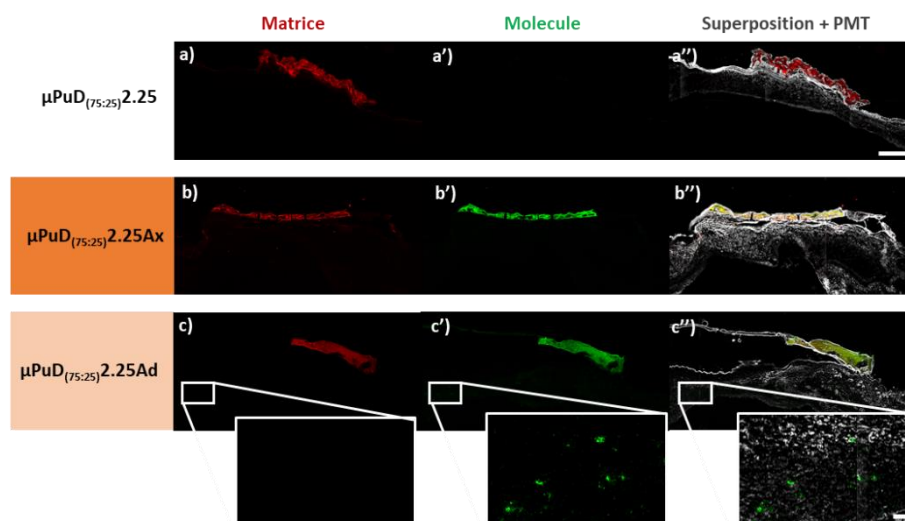 Matrice Molecule Superposition + PMT
a) a’) a’’)
µPuD(75:25)2.25
b) b’) b’’)
µPuD(75:25)2.25Ax
c) c’) c’’)
µPuD(75:25)2.25Ad